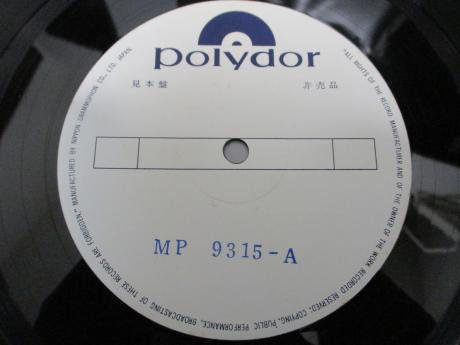 polydor
見本盤 非売品
MP 9315-A
"ALL RIGHTS OF THE RECORD MANUFACTURER AND OF THE OWNER OF THE WORK RECORDED RESERVED: COPYING, PUBLIC PERFORMANCE, BROADCASTING OF THESE RECORDS ARE FORBIDDEN." MANUFACTURED BY NIPPON GRAMMOPHON CO., LTD. JAPAN.